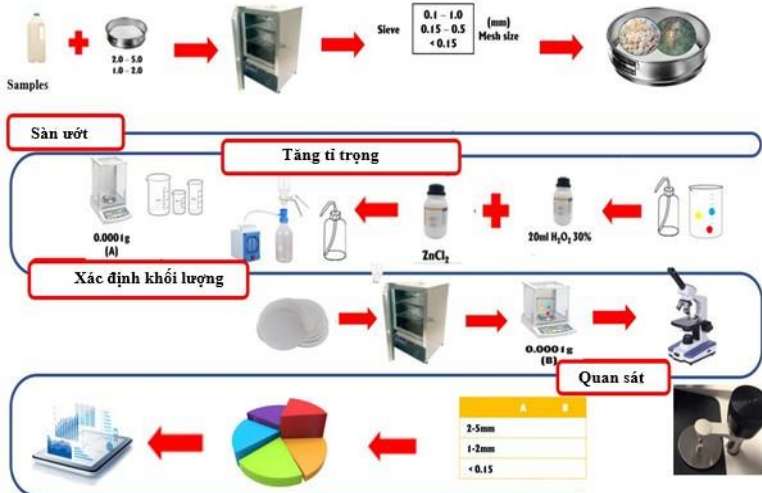 Samples
2.0 – 5.0
1.0 – 2.0
Sieve
0.1 – 1.0
0.15 – 0.5
< 0.15
(mm)
Mesh size
Sàn ướt
Tăng tỉ trọng
0.0001g
(A)
ZnCl2
20ml H2O2 30%
Xác định khối lượng
0.0001g
(B)
Quan sát
A B
2-5mm
1-2mm
< 0.15